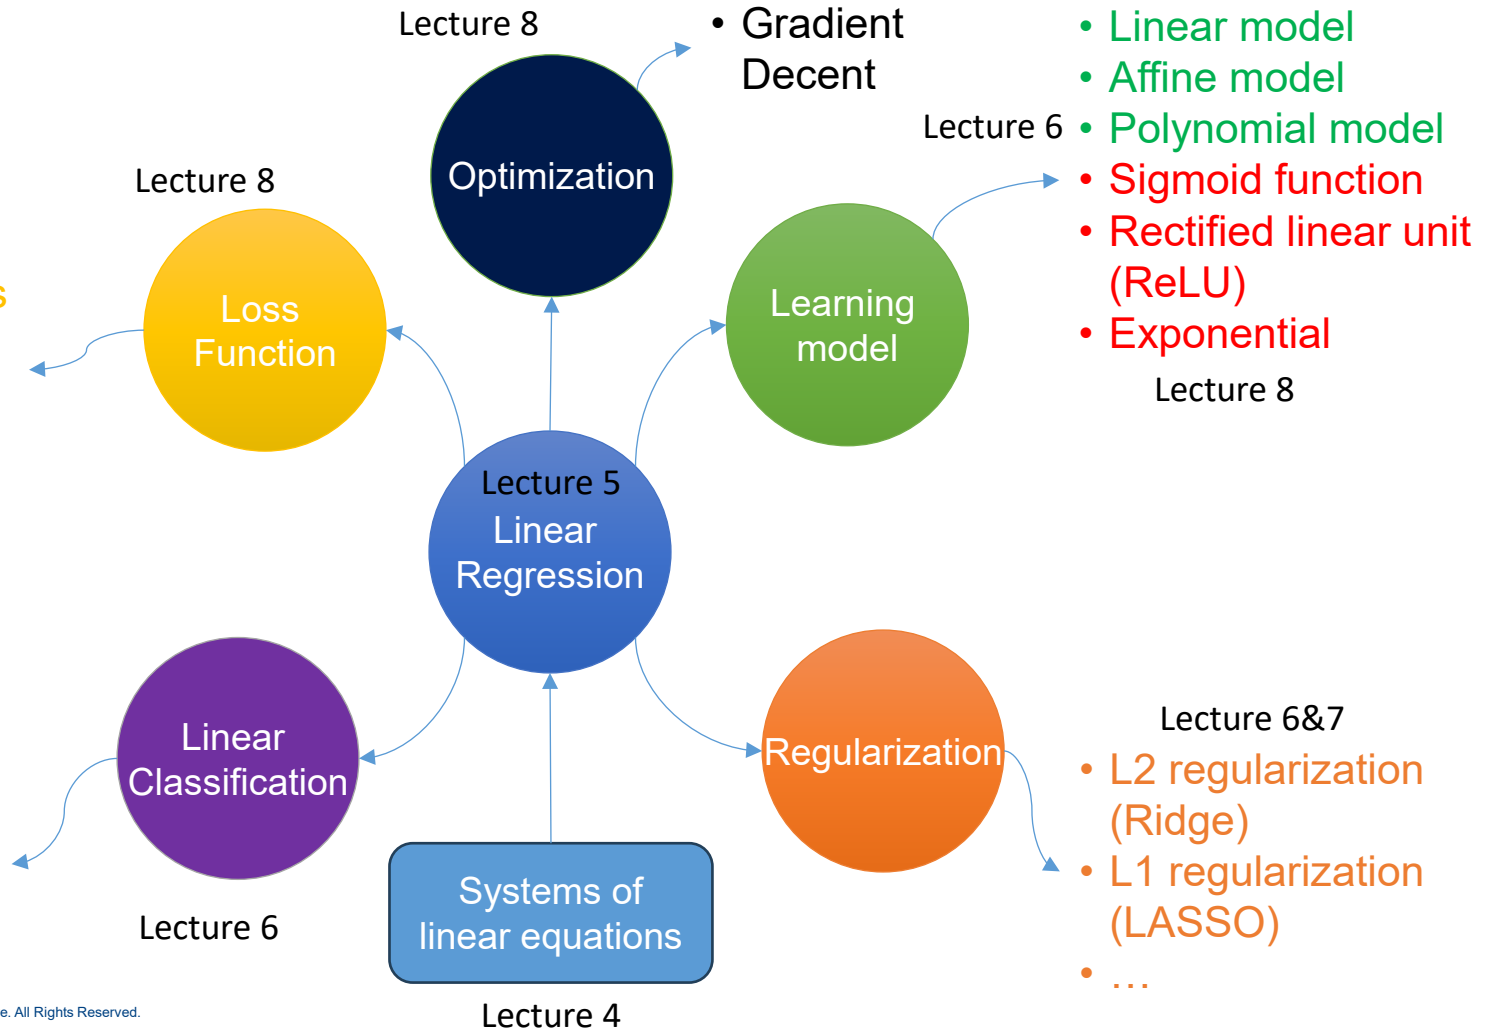 Lecture 8
• Gradient
Decent
• Linear model
• Affine model
Lecture 6
• Polynomial model
• Sigmoid function
• Rectified linear unit
(ReLU)
• Exponential
Lecture 8
Optimization
Lecture 8
Loss
Function
Learning
model
Lecture 5
Linear
Regression
Linear
Classification
Lecture 6
Systems of
linear equations
Lecture 4
Regularization
Lecture 6&7
• L2 regularization
(Ridge)
• L1 regularization
(LASSO)
• ...
e. All Rights Reserved.